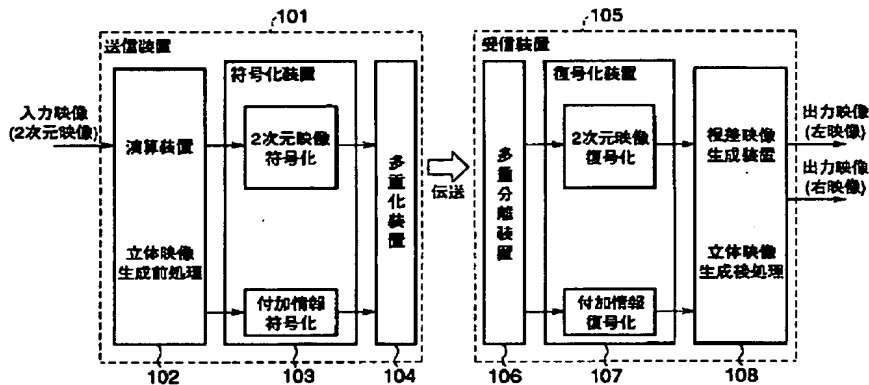 101
送信装置
入力映像
(2次元映像)
演算装置
立体映像
生成前処理
102
符号化装置
2次元映像
符号化
付加情報
符号化
103
多重化装置
104
伝送
105
受信装置
多重分離装置
106
復号化装置
2次元映像
復号化
付加情報
復号化
107
視差映像
生成装置
立体映像
生成後処理
108
出力映像
(左映像)
出力映像
(右映像)